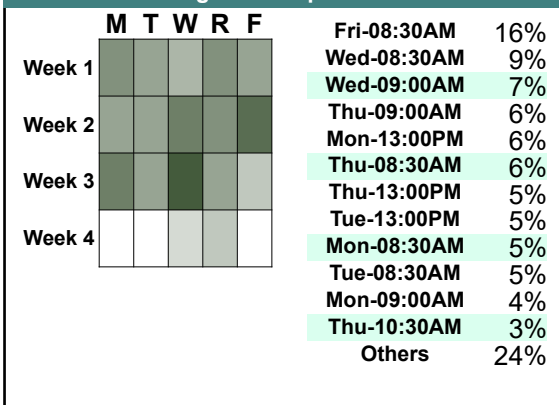 M T W R F
Week 1
Week 2
Week 3
Week 4
Fri-08:30AM 16%
Wed-08:30AM 9%
Wed-09:00AM 7%
Thu-09:00AM 6%
Mon-13:00PM 6%
Thu-08:30AM 6%
Thu-13:00PM 5%
Tue-13:00PM 5%
Mon-08:30AM 5%
Tue-08:30AM 5%
Mon-09:00AM 4%
Thu-10:30AM 3%
Others 24%